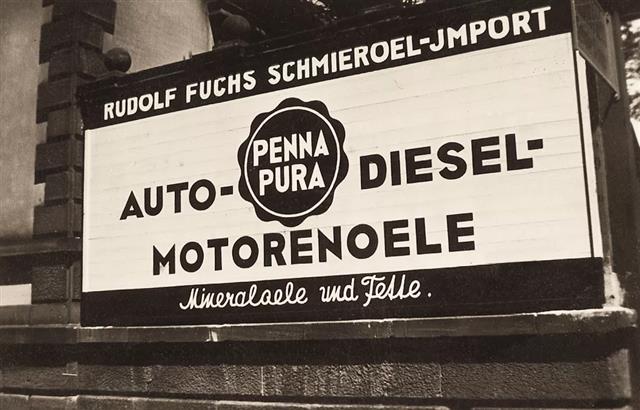 RUDOLF FUCHS SCHMIEROEL-JMPORT
PENNA
PURA
AUTO- DIESEL-
MOTORENOELE
Mineraloele und Fette.